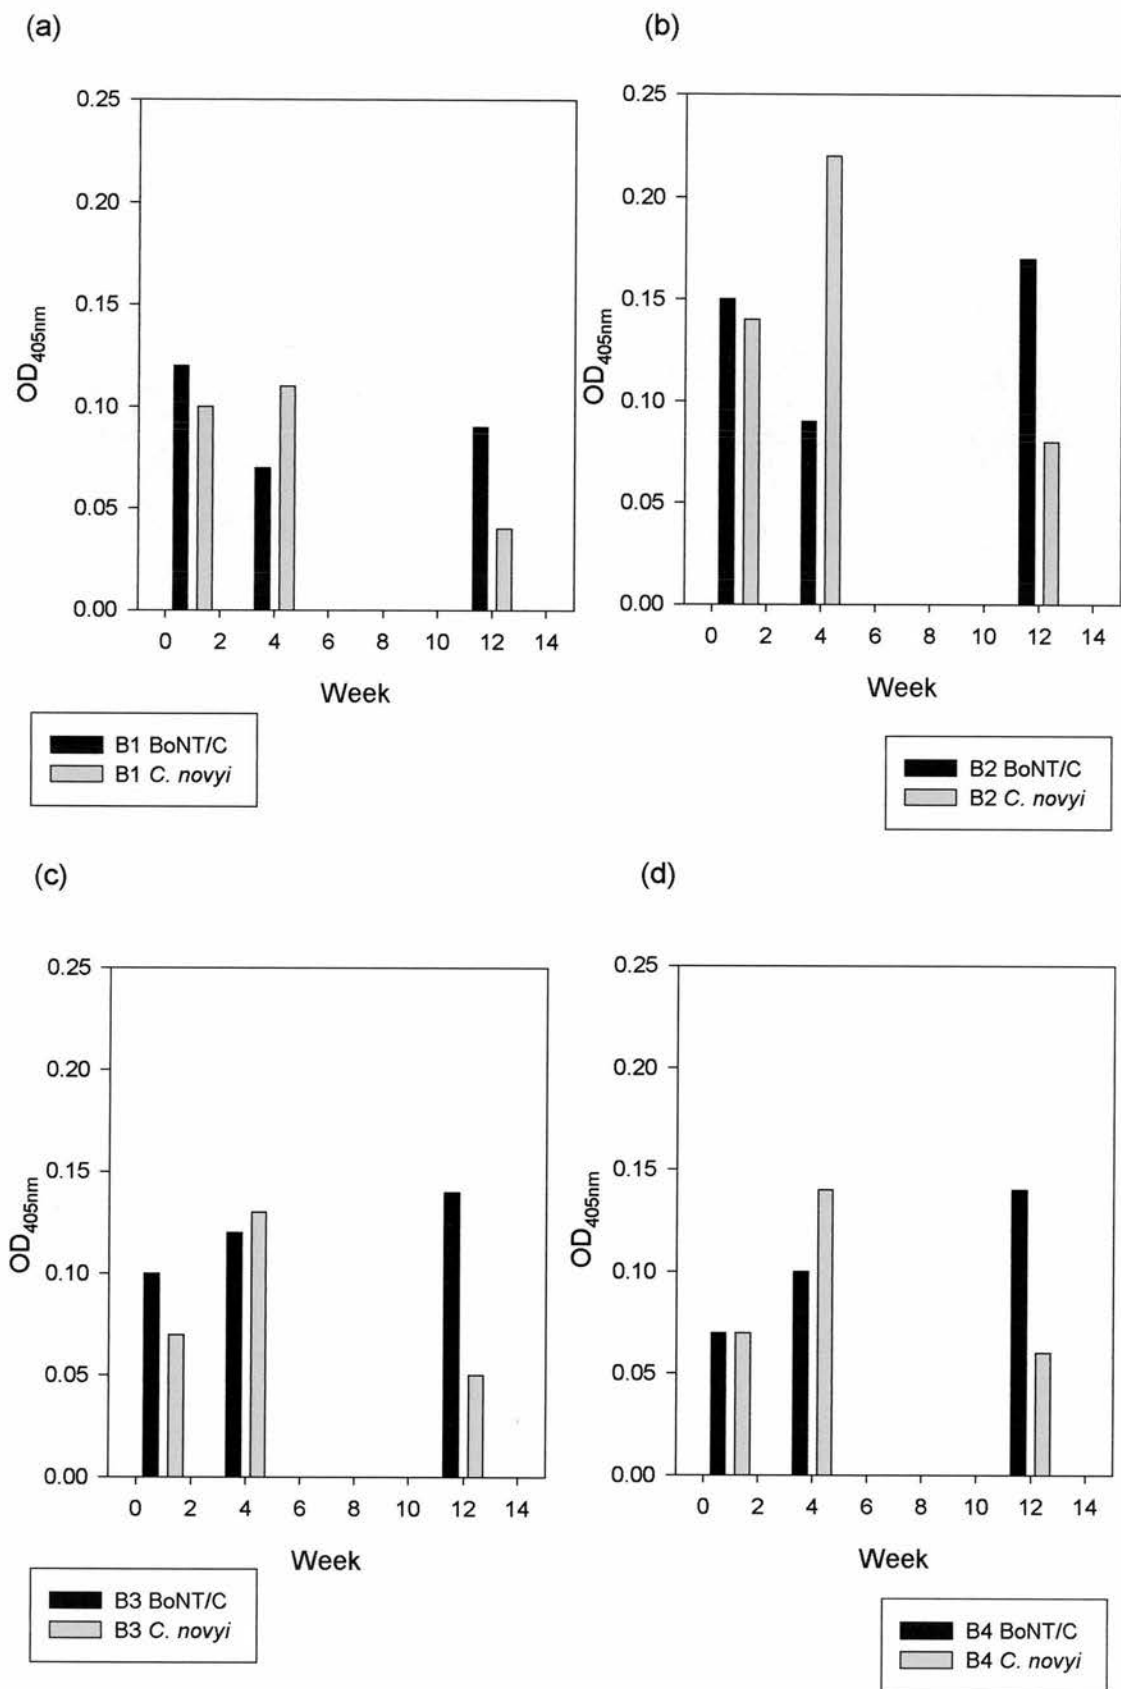 (a)
0.25
0.20
0.15
0.10
0.05
0.00
OD405nm
0 2 4 6 8 10 12 14
Week
B1 BoNT/C
B1 C. novyi
(b)
0.25
0.20
0.15
0.10
0.05
0.00
OD405nm
0 2 4 6 8 10 12 14
Week
B2 BoNT/C
B2 C. novyi
(c)
0.25
0.20
0.15
0.10
0.05
0.00
OD405nm
0 2 4 6 8 10 12 14
Week
B3 BoNT/C
B3 C. novyi
(d)
0.25
0.20
0.15
0.10
0.05
0.00
OD405nm
0 2 4 6 8 10 12 14
Week
B4 BoNT/C
B4 C. novyi